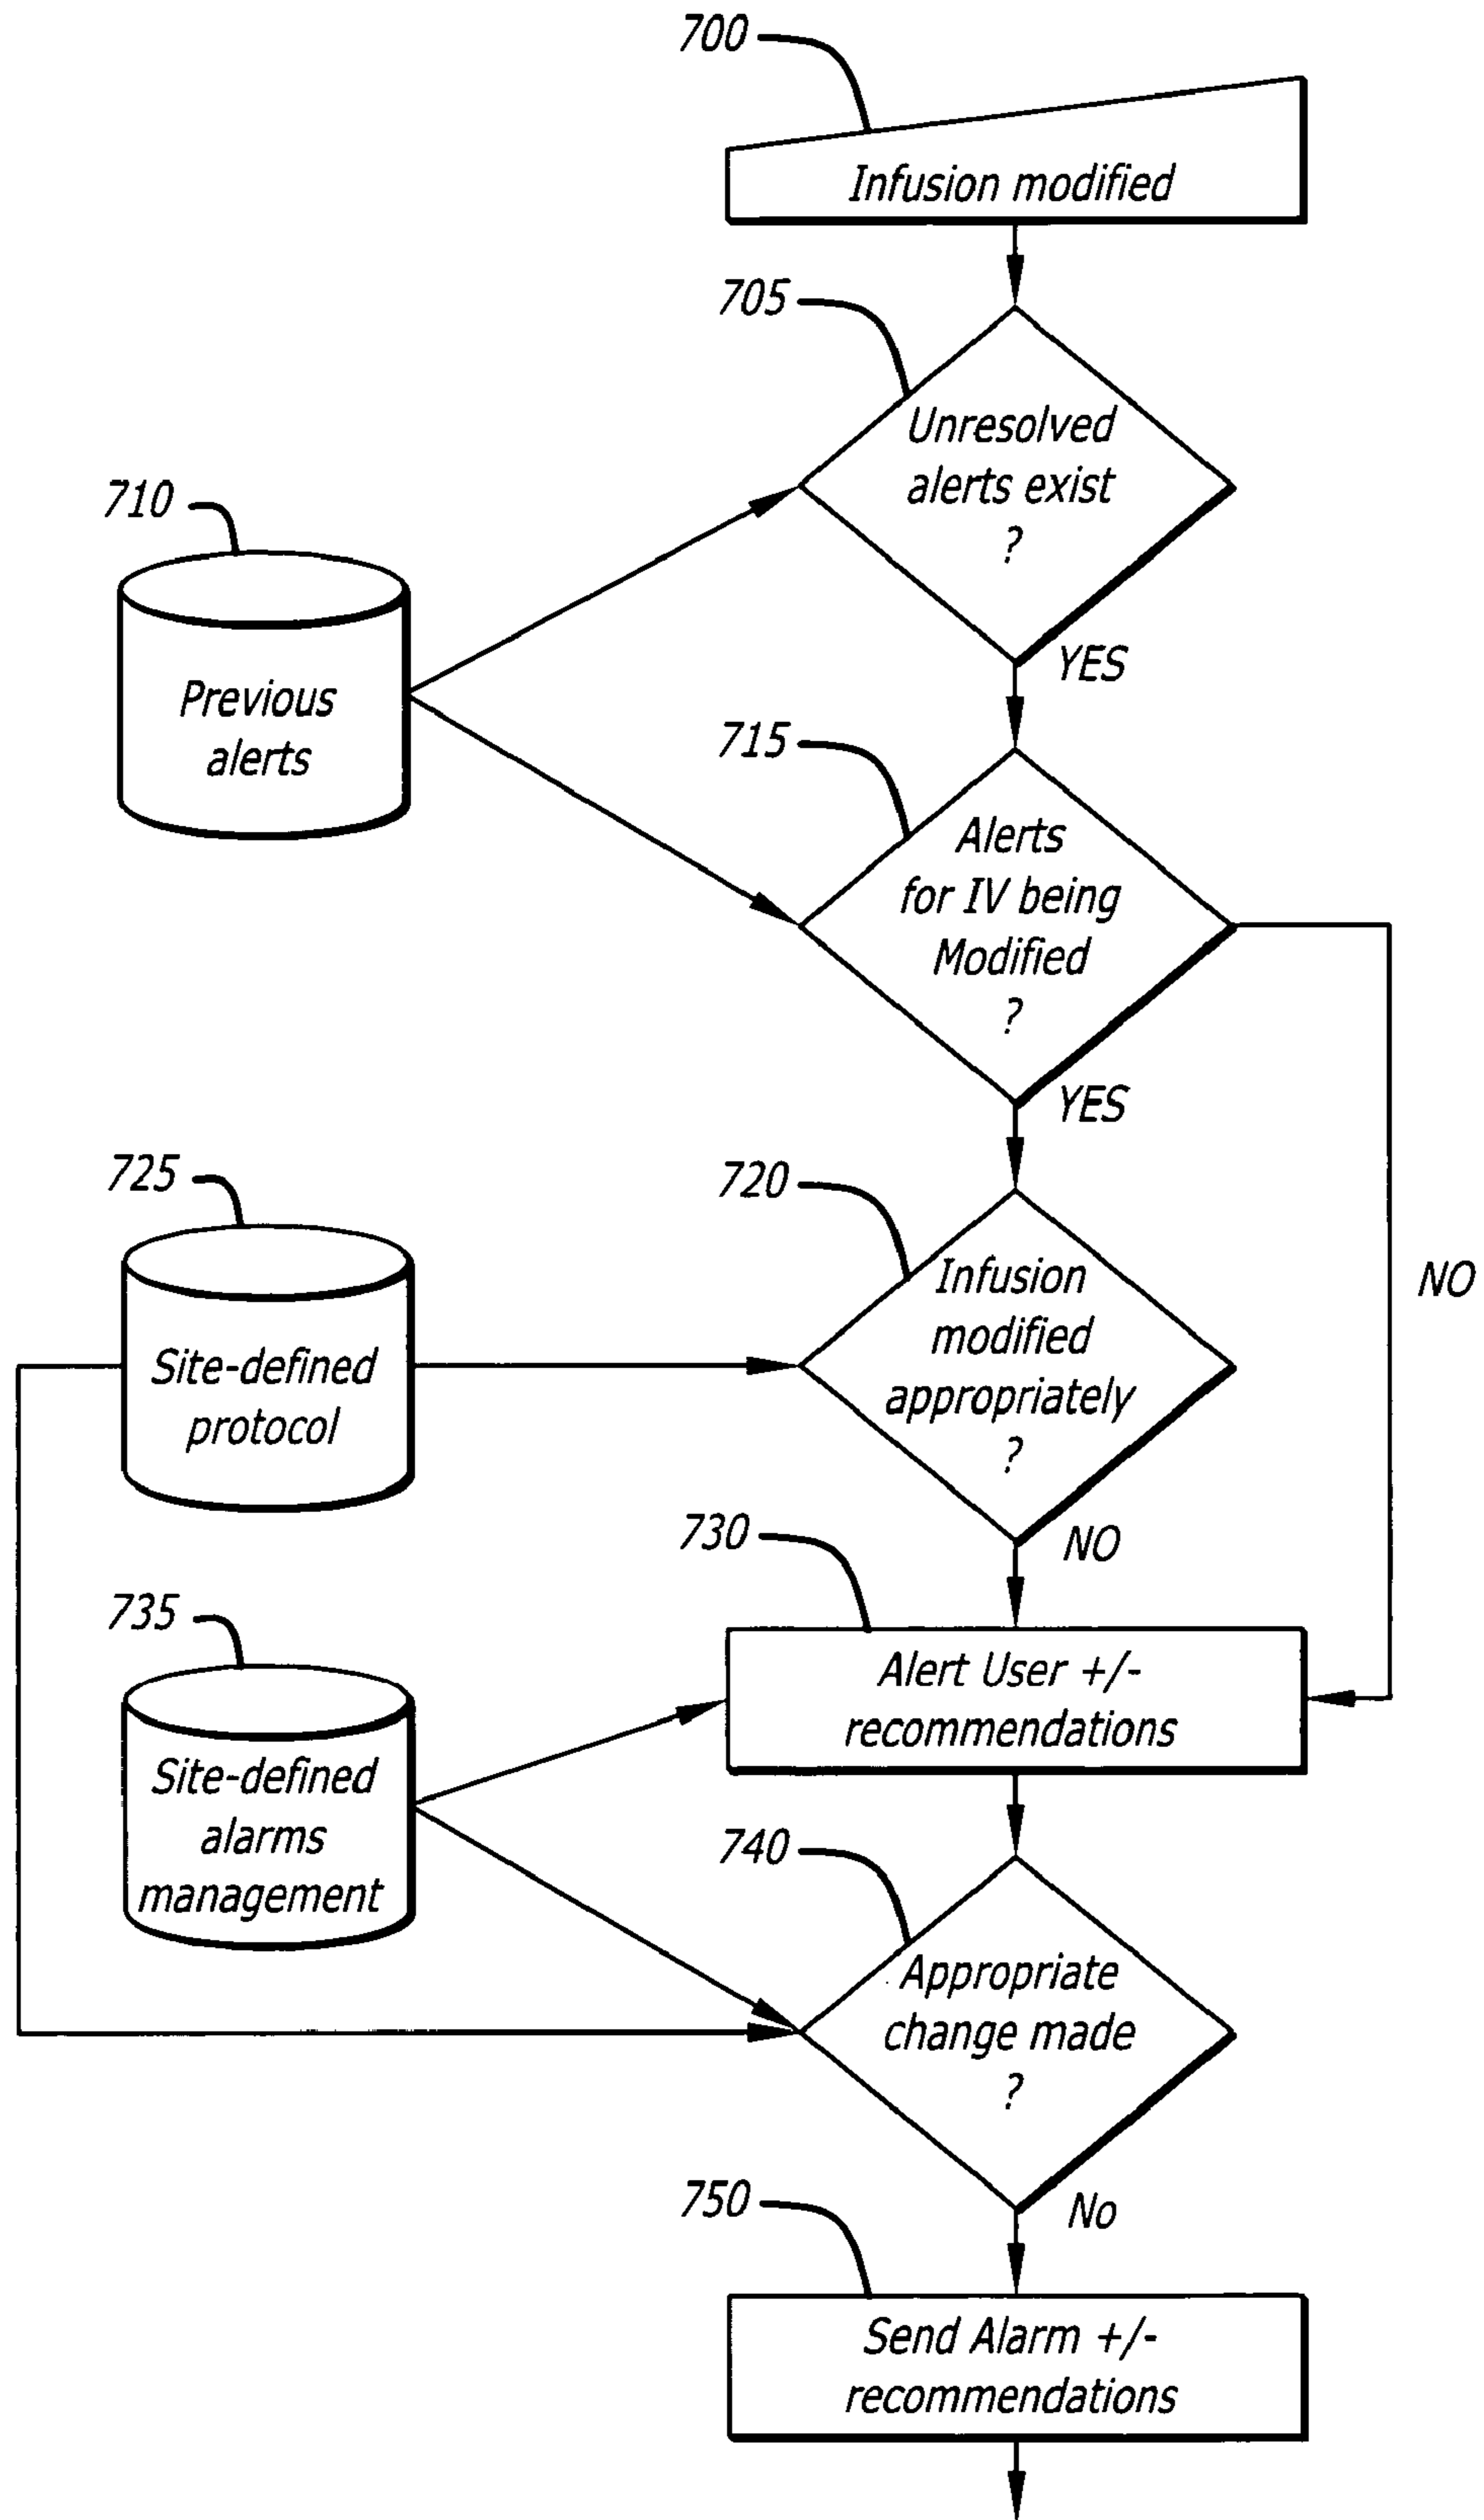 700
Infusion modified
705
Unresolved
alerts exist
?
710
Previous
alerts
YES
715
Alerts
for IV being
Modified
?
YES
725
Site-defined
protocol
720
Infusion
modified
appropriately
?
NO
NO
730
Alert User +/-
recommendations
735
Site-defined
alarms
management
740
Appropriate
change made
?
No
750
Send Alarm +/-
recommendations